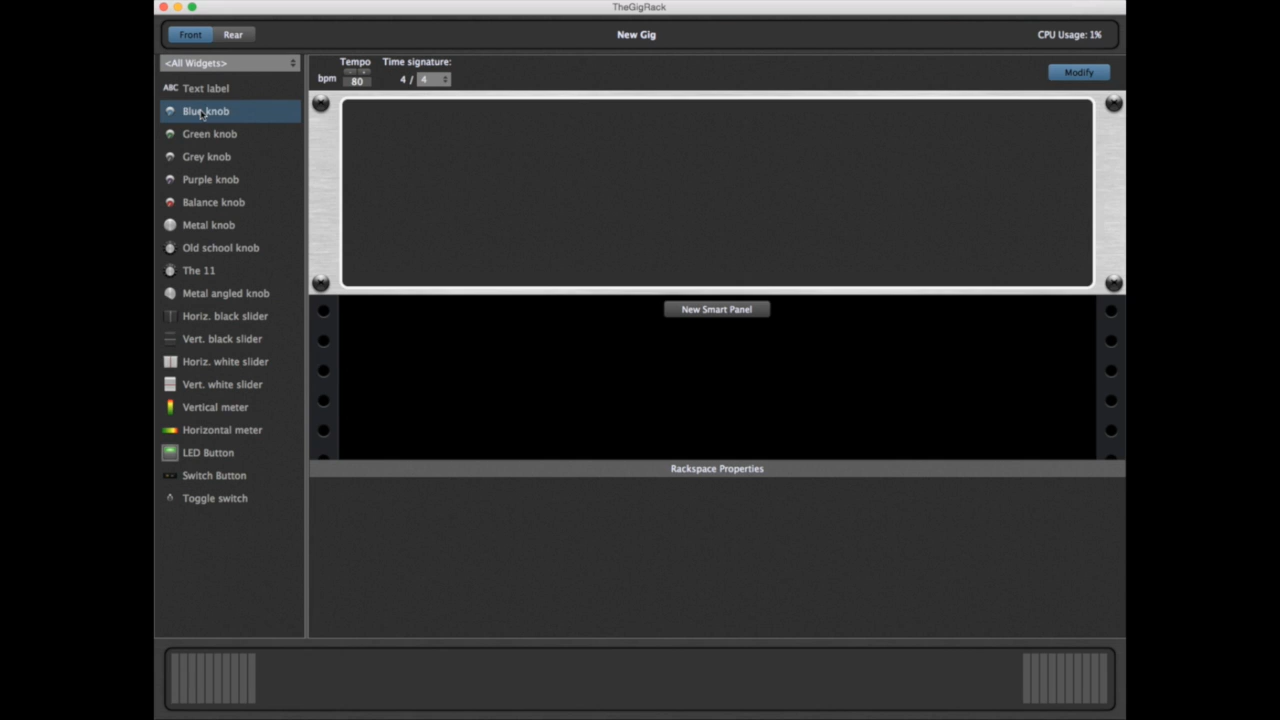 TheGigRack
Front
Rear
New Gig
CPU Usage: 1%
<All Widgets>
Tempo
Time signature:
bpm
80
4 / 4
Modify
ABC Text label
Blue knob
Green knob
Grey knob
Purple knob
Balance knob
Metal knob
Old school knob
The 11
Metal angled knob
Horiz. black slider
Vert. black slider
Horiz. white slider
Vert. white slider
Vertical meter
Horizontal meter
LED Button
Switch Button
Toggle switch
New Smart Panel
Rackspace Properties